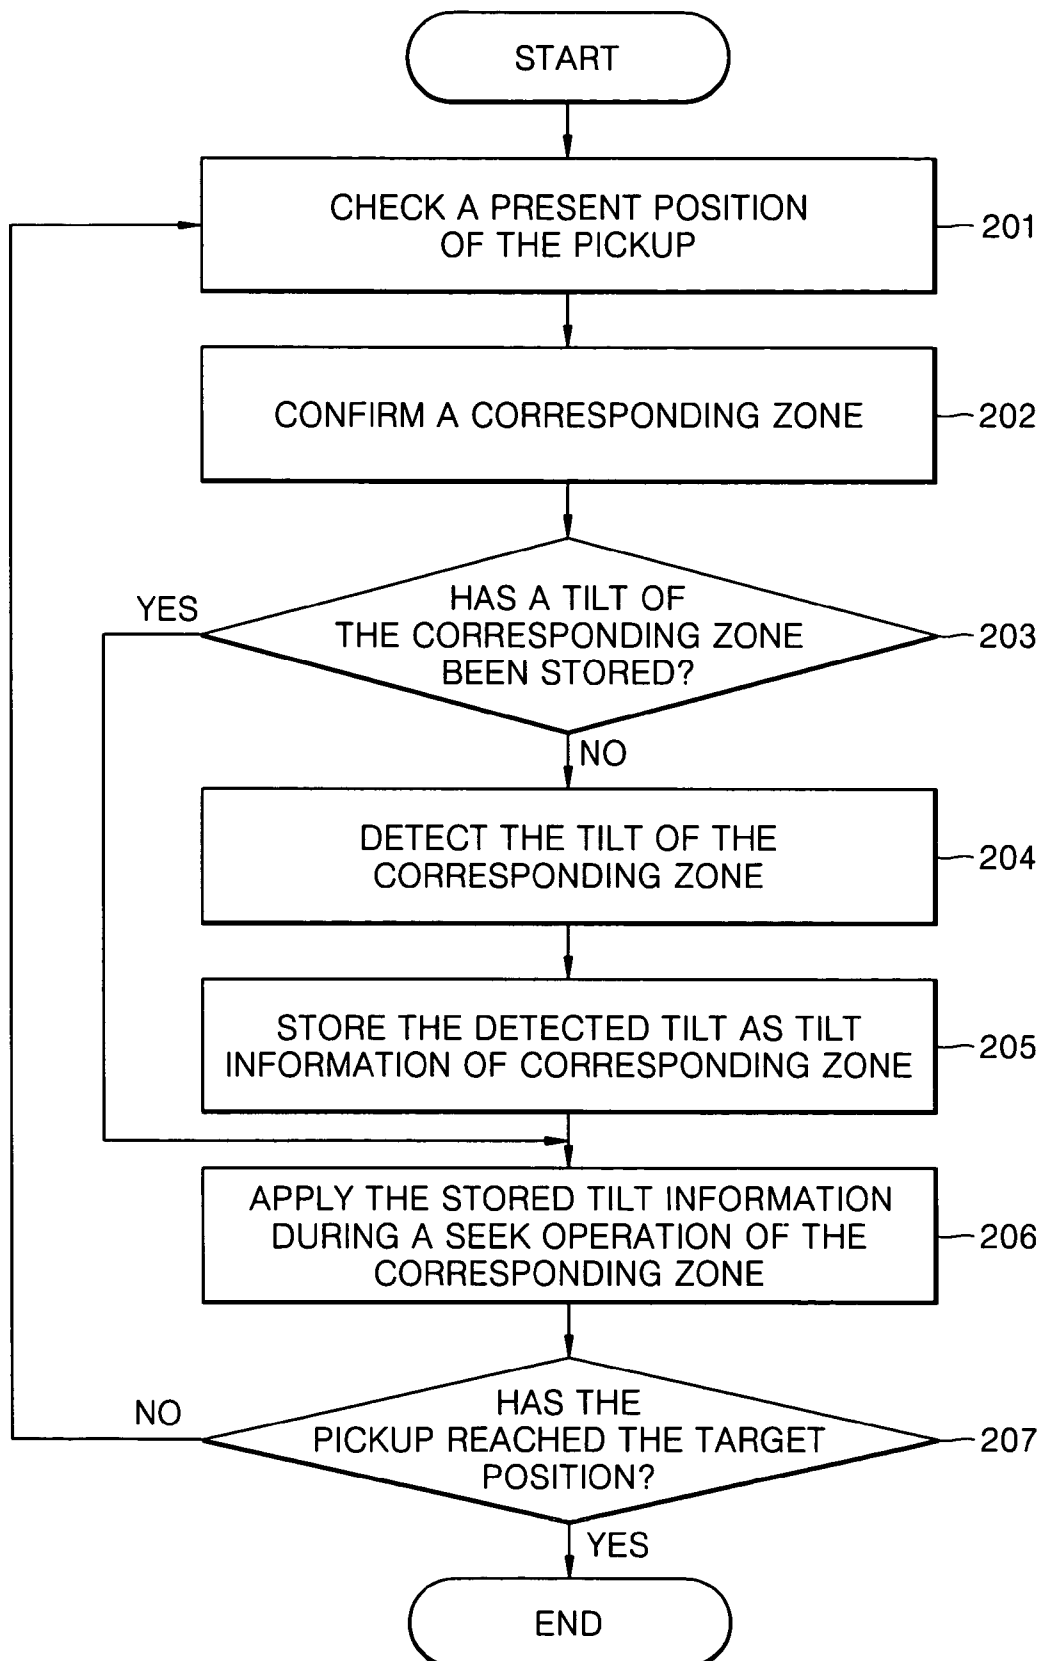 START
CHECK A PRESENT POSITION
OF THE PICKUP
201
CONFIRM A CORRESPONDING ZONE
202
HAS A TILT OF
THE CORRESPONDING ZONE
BEEN STORED?
203
YES
NO
DETECT THE TILT OF THE
CORRESPONDING ZONE
204
STORE THE DETECTED TILT AS TILT
INFORMATION OF CORRESPONDING ZONE
205
APPLY THE STORED TILT INFORMATION
DURING A SEEK OPERATION OF THE
CORRESPONDING ZONE
206
HAS THE
PICKUP REACHED THE TARGET
POSITION?
207
NO
YES
END